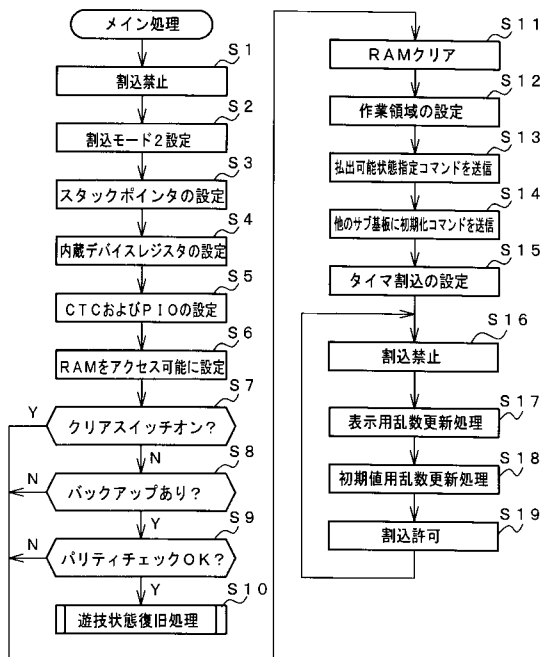 メイン処理
S1
割込禁止
S2
割込モード2設定
S3
スタックポインタの設定
S4
内蔵デバイスレジスタの設定
S5
CTCおよびPIOの設定
S6
RAMをアクセス可能に設定
S7
クリアスイッチオン?
Y
N
S8
バックアップあり?
N
Y
S9
パリティチェックOK?
N
Y
S10
遊技状態復旧処理
S11
RAMクリア
S12
作業領域の設定
S13
払出可能状態指定コマンドを送信
S14
他のサブ基板に初期化コマンドを送信
S15
タイマ割込の設定
S16
割込禁止
S17
表示用乱数更新処理
S18
初期値用乱数更新処理
S19
割込許可